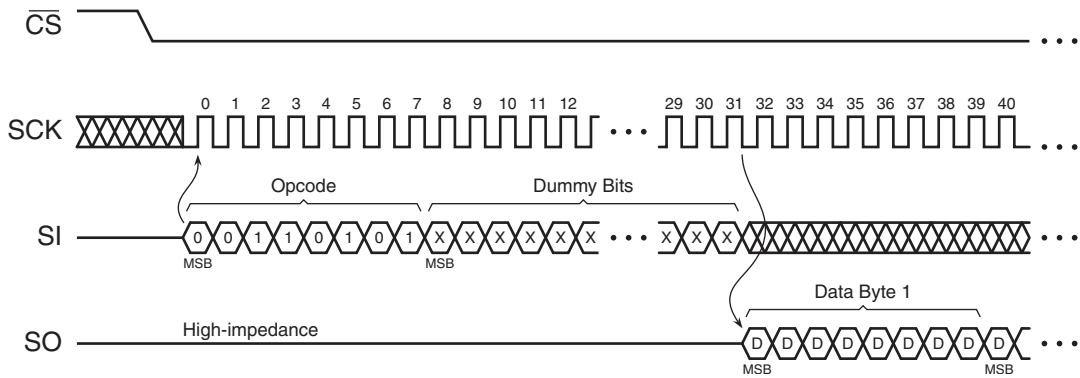 CS
0 1 2 3 4 5 6 7 8 9 10 11 12 29 30 31 32 33 34 35 36 37 38 39 40
SCK
Opcode Dummy Bits
SI 0 0 1 1 0 1 0 1 X X X X X X X X X
MSB MSB
Data Byte 1
High-impedance
SO D D D D D D D D D
MSB MSB